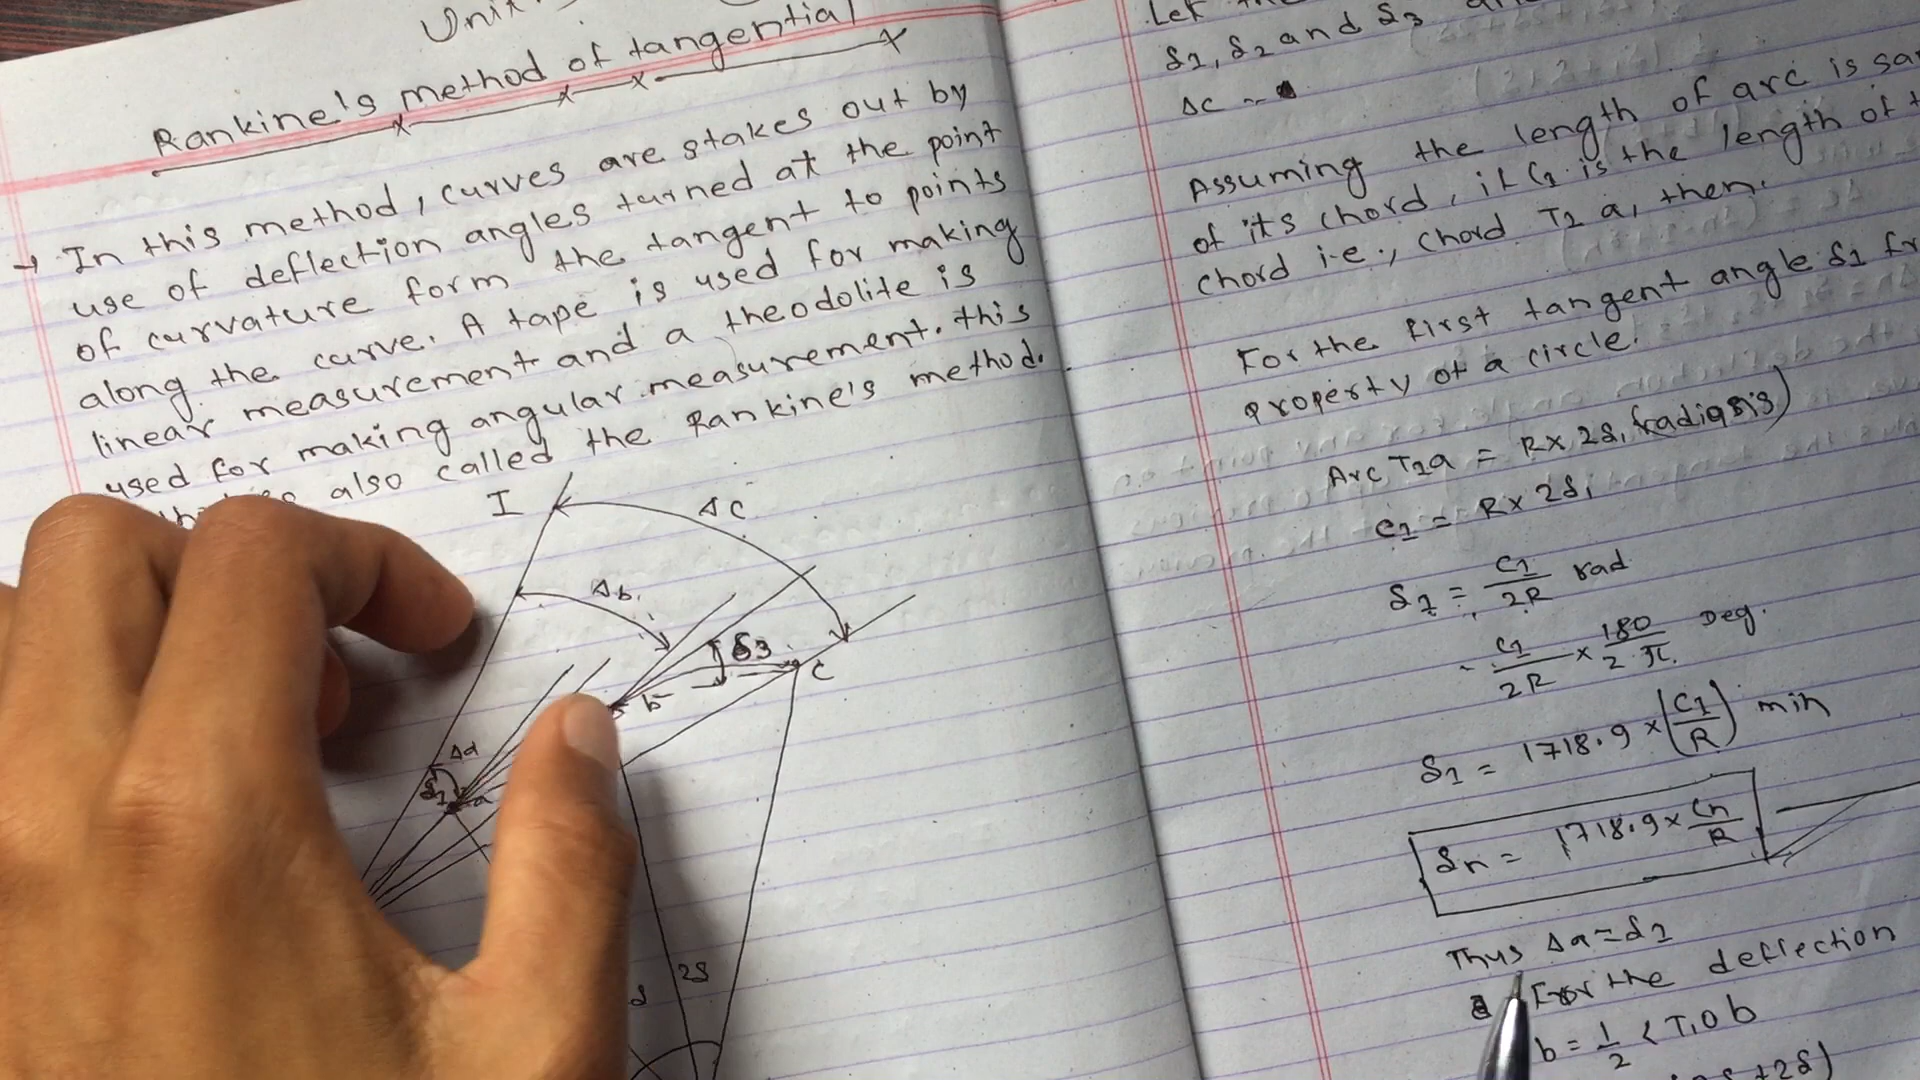 Unit
Rankine's method of tangential
→ In this method, curves are stakes out by
use of deflection angles turned at the point
of curvature form the tangent to points
along the curve. A tape is used for making
linear measurement and a theodolite is
used for making angular measurement. this
also called the Rankine's method.
I
Δc
Δb
δ3
b
c
Δd
δ1
a
2δ
Let
δ1, δ2 and δ3
Δc
Assuming the length of arc is
of its chord, if C1 is the length of
chord i.e., chord T1 a, then.
For the first tangent angle δ1
property of a circle.
Arc T1a = R× 2δ1
c1 = R× 2δ1
δ1 = C1/2R rad
C1/2R × 180/2 π Deg.
δ1 = 1718.9 × (C1/R) min
δn = 1718.9 × Cn/R
Thus Δa = δ1
For the deflection
b = 1/2 < T1 O b
+2δ)